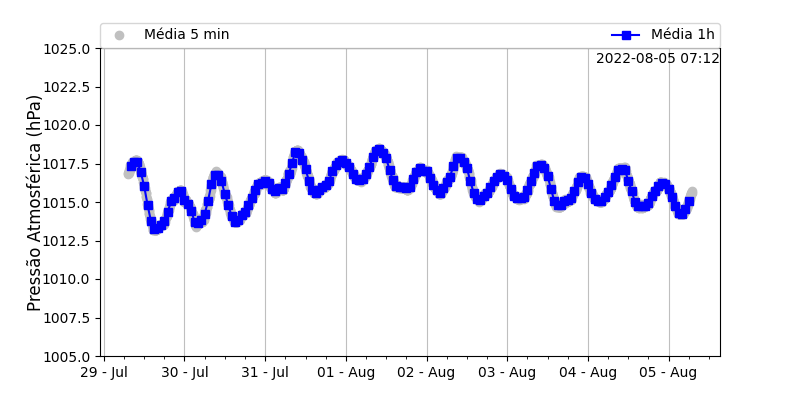 Média 5 min
Média 1h
2022-08-05 07:12
Pressão Atmosférica (hPa)
1025.0
1022.5
1020.0
1017.5
1015.0
1012.5
1010.0
1007.5
1005.0
29 - Jul
30 - Jul
31 - Jul
01 - Aug
02 - Aug
03 - Aug
04 - Aug
05 - Aug